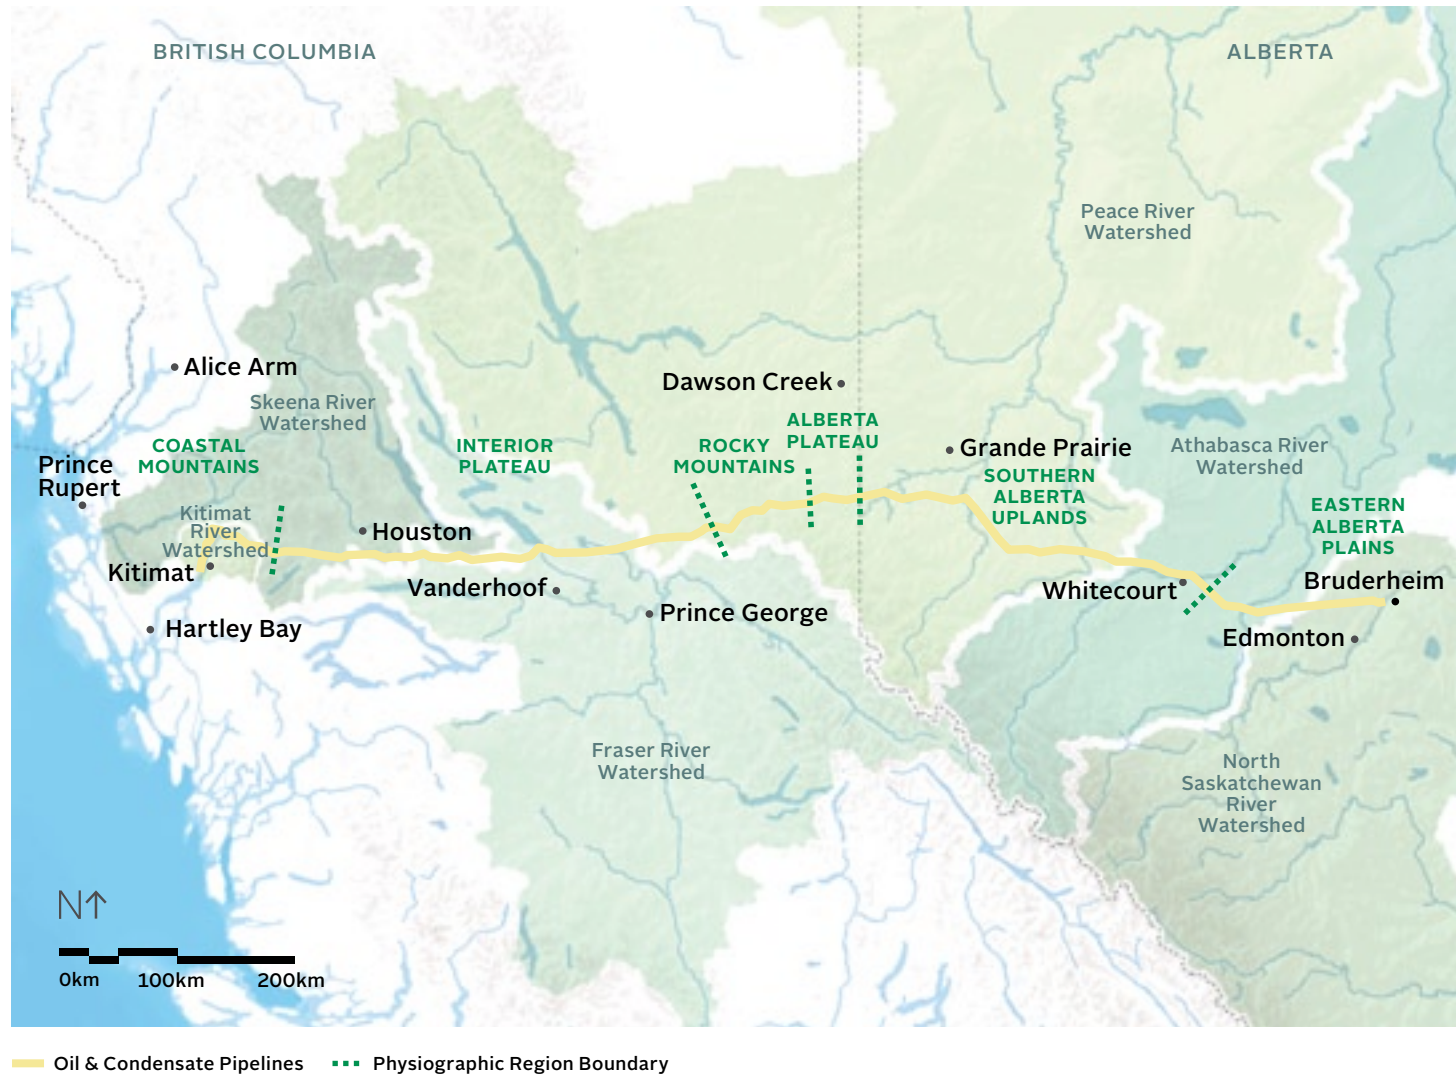 BRITISH COLUMBIA
ALBERTA
Peace River
Watershed
Alice Arm
Dawson Creek
Skeena River
Watershed
ALBERTA
PLATEAU
COASTAL
MOUNTAINS
INTERIOR
PLATEAU
ROCKY
MOUNTAINS
Grande Prairie
Athabasca River
Watershed
Prince
Rupert
SOUTHERN
ALBERTA
UPLANDS
EASTERN
ALBERTA
PLAINS
Kitimat
River
Watershed
Houston
Kitimat
Vanderhoof
Whitecourt
Bruderheim
Prince George
Hartley Bay
Edmonton
Fraser River
Watershed
North
Saskatchewan
River
Watershed
N↑
0km 100km 200km
Oil & Condensate Pipelines Physiographic Region Boundary